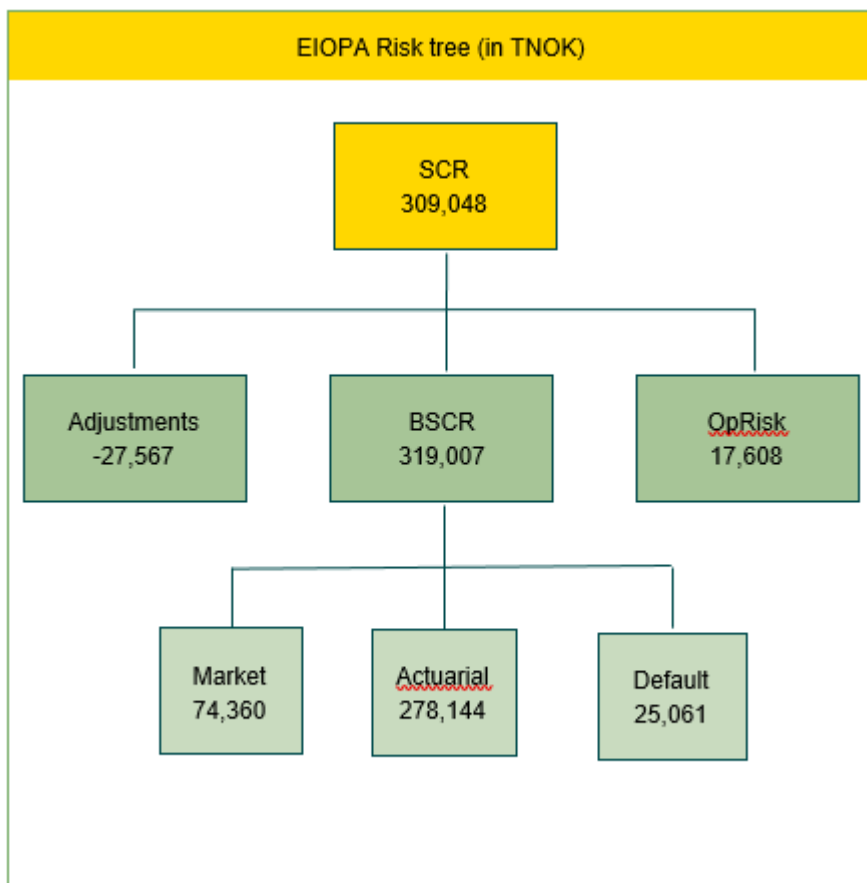 EIOPA Risk tree (in TNOK)
SCR
309,048
Adjustments
-27,567
BSCR
319,007
OpRisk
17,608
Market
74,360
Actuarial
278,144
Default
25,061